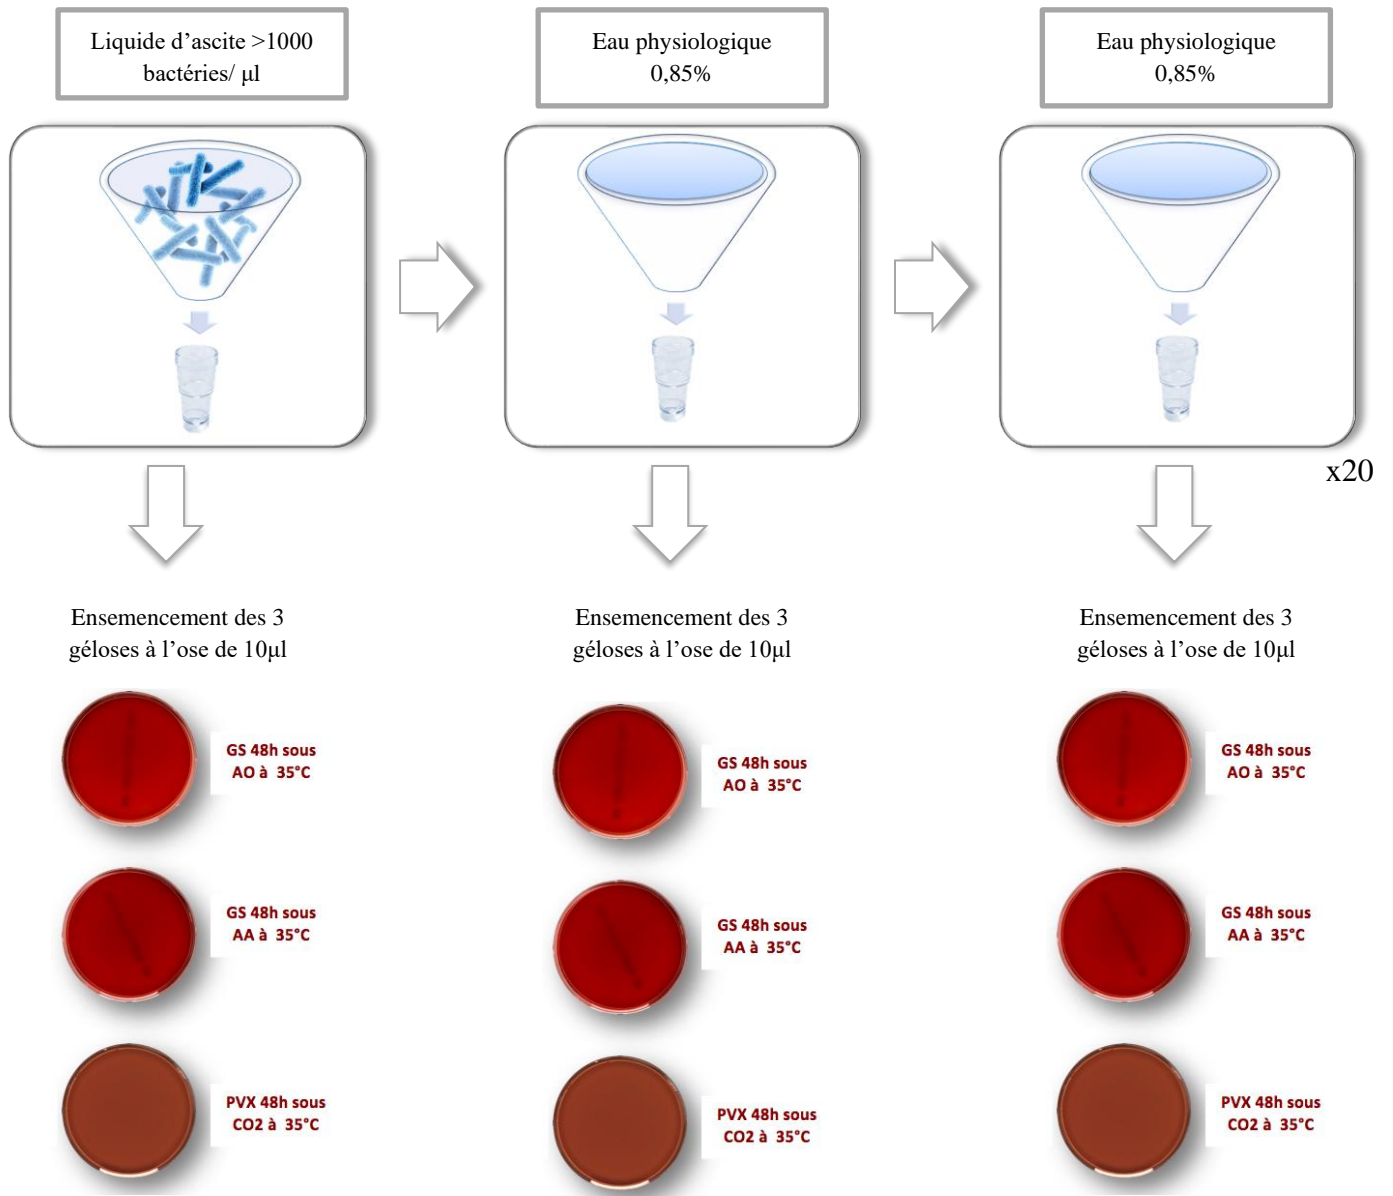 Liquide d’ascite >1000
bactéries/ µl
Eau physiologique
0,85%
Eau physiologique
0,85%
x20
Ensemencement des 3
géloses à l’ose de 10µl
Ensemencement des 3
géloses à l’ose de 10µl
Ensemencement des 3
géloses à l’ose de 10µl
GS 48h sous
AO à 35°C
GS 48h sous
AO à 35°C
GS 48h sous
AO à 35°C
GS 48h sous
AA à 35°C
GS 48h sous
AA à 35°C
GS 48h sous
AA à 35°C
PVX 48h sous
CO2 à 35°C
PVX 48h sous
CO2 à 35°C
PVX 48h sous
CO2 à 35°C